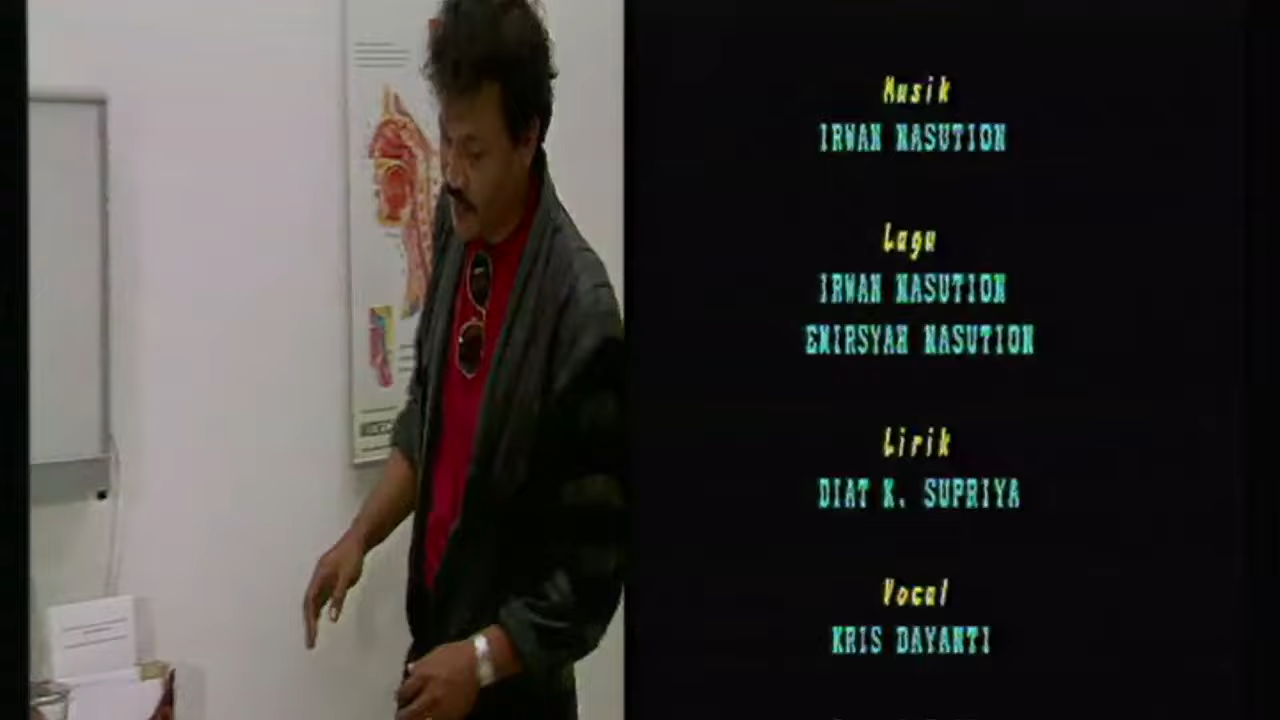 Musik
IRWAN NASUTION
Lagu
IRWAN NASUTION
EMIRSYAH NASUTION
Lirik
DIAT K. SUPRIYA
Vocal
KRIS DAYANTI